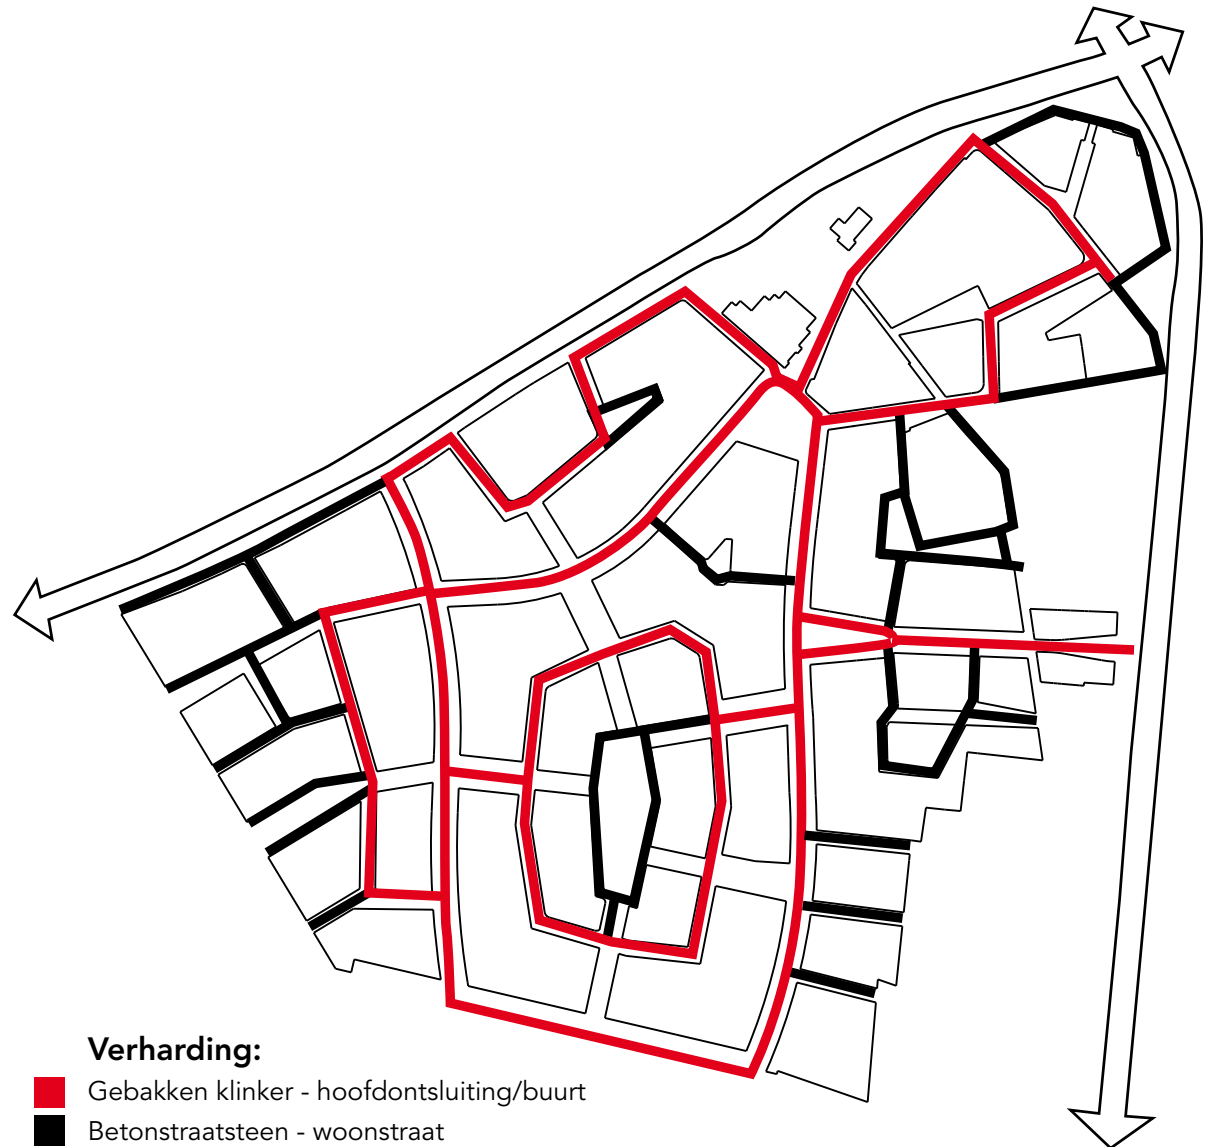 Verharding:
Gebakken klinker - hoofdontsluiting/buurt
Betonstraatsteen - woonstraat